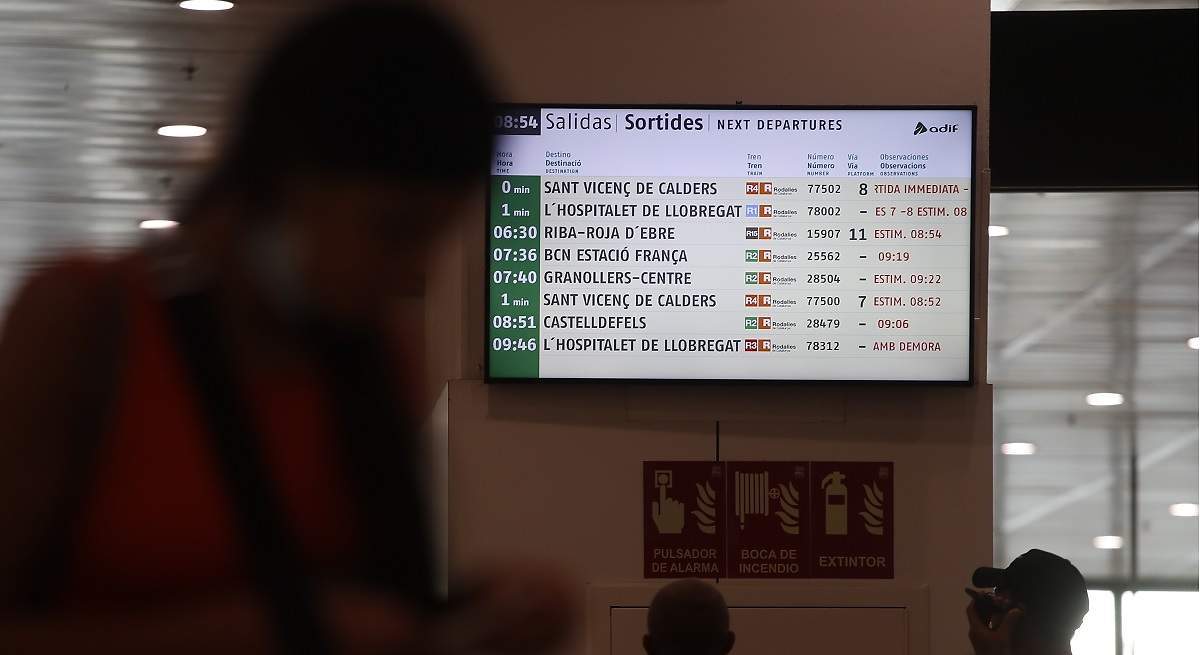 08:54 Salidas | Sortides | NEXT DEPARTURES adif
Hora Destino Tren Número Vía Observaciones
Hora Destinació Tren Número Via Observacions
TIME DESTINATION TRAIN NUMBER PLATFORM OBSERVATIONS
0 min SANT VICENÇ DE CALDERS R4 R Rodalies 77502 8 RTIDA IMMEDIATA -
1 min L´HOSPITALET DE LLOBREGAT R1 R Rodalies 78002 - ES 7 -8 ESTIM. 08
06:30 RIBA-ROJA D´EBRE R15 R Rodalies 15907 11 ESTIM. 08:54
07:36 BCN ESTACIÓ FRANÇA R2 R Rodalies 25562 - 09:19
07:40 GRANOLLERS-CENTRE R2 R Rodalies 28504 - ESTIM. 09:22
1 min SANT VICENÇ DE CALDERS R4 R Rodalies 77500 7 ESTIM. 08:52
08:51 CASTELLDEFELS R2 R Rodalies 28479 - 09:06
09:46 L´HOSPITALET DE LLOBREGAT R3 R Rodalies 78312 - AMB DEMORA
PULSADOR
DE ALARMA
BOCA DE
INCENDIO
EXTINTOR